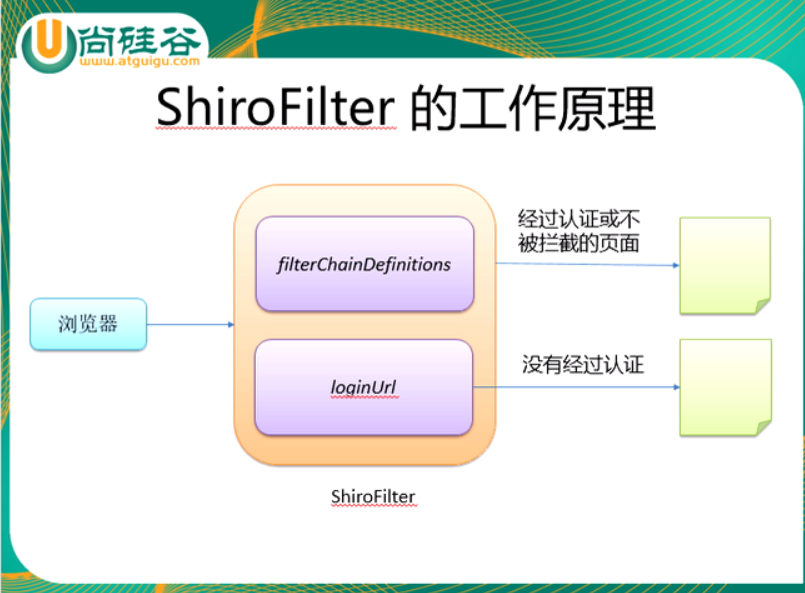 尚硅谷
www.atguigu.com
ShiroFilter 的工作原理
经过认证或不
被拦截的页面
filterChainDefinitions
浏览器
没有经过认证
loginUrl
ShiroFilter